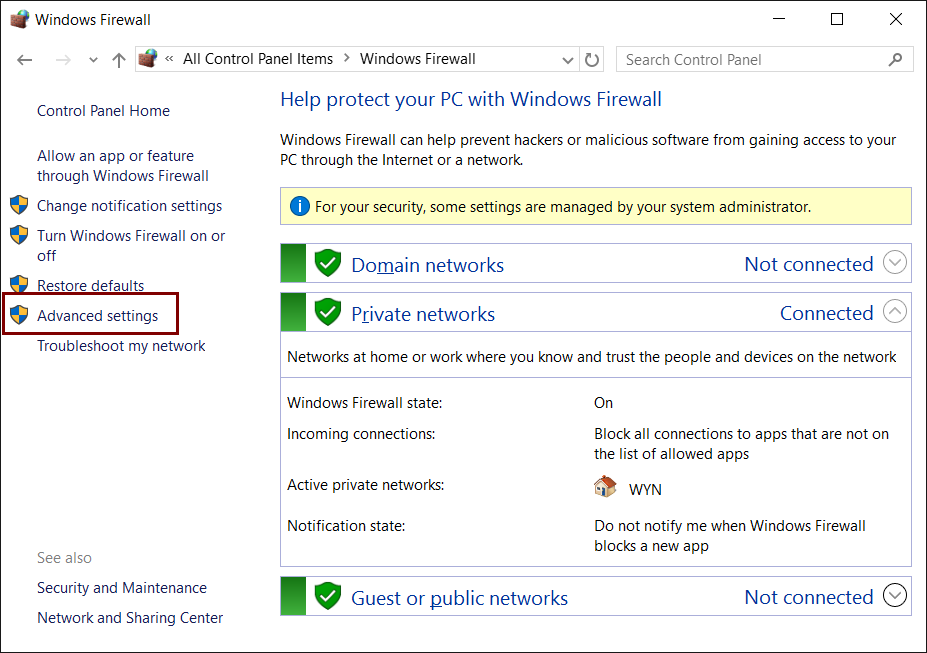 Windows Firewall
« All Control Panel Items > Windows Firewall
Search Control Panel
Control Panel Home
Allow an app or feature
through Windows Firewall
Change notification settings
Turn Windows Firewall on or
off
Restore defaults
Advanced settings
Troubleshoot my network
See also
Security and Maintenance
Network and Sharing Center
Help protect your PC with Windows Firewall
Windows Firewall can help prevent hackers or malicious software from gaining access to your
PC through the Internet or a network.
For your security, some settings are managed by your system administrator.
Domain networks Not connected
Private networks Connected
Networks at home or work where you know and trust the people and devices on the network
Windows Firewall state: On
Incoming connections: Block all connections to apps that are not on
the list of allowed apps
Active private networks: WYN
Notification state: Do not notify me when Windows Firewall
blocks a new app
Guest or public networks Not connected